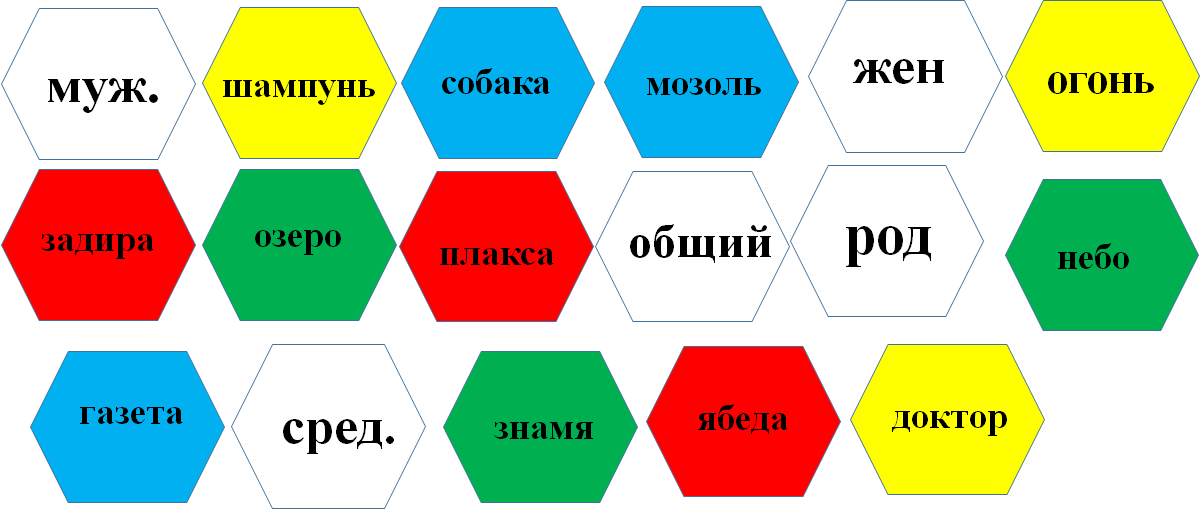 муж. шампунь собака мозоль жен огонь
задира озеро плакса общий род небо
газета сред. знамя ябеда доктор